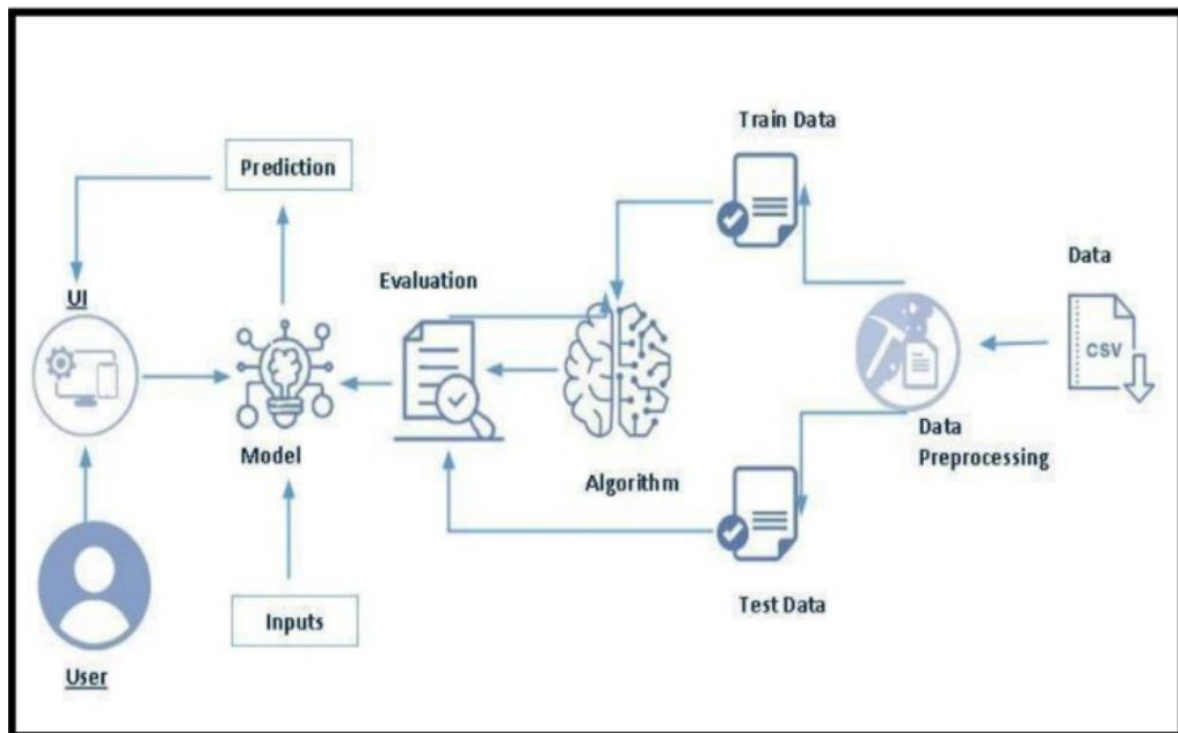 Train Data
Prediction
Data
Evaluation
UI
CSV
Data
Preprocessing
Model
Algorithm
Test Data
Inputs
User